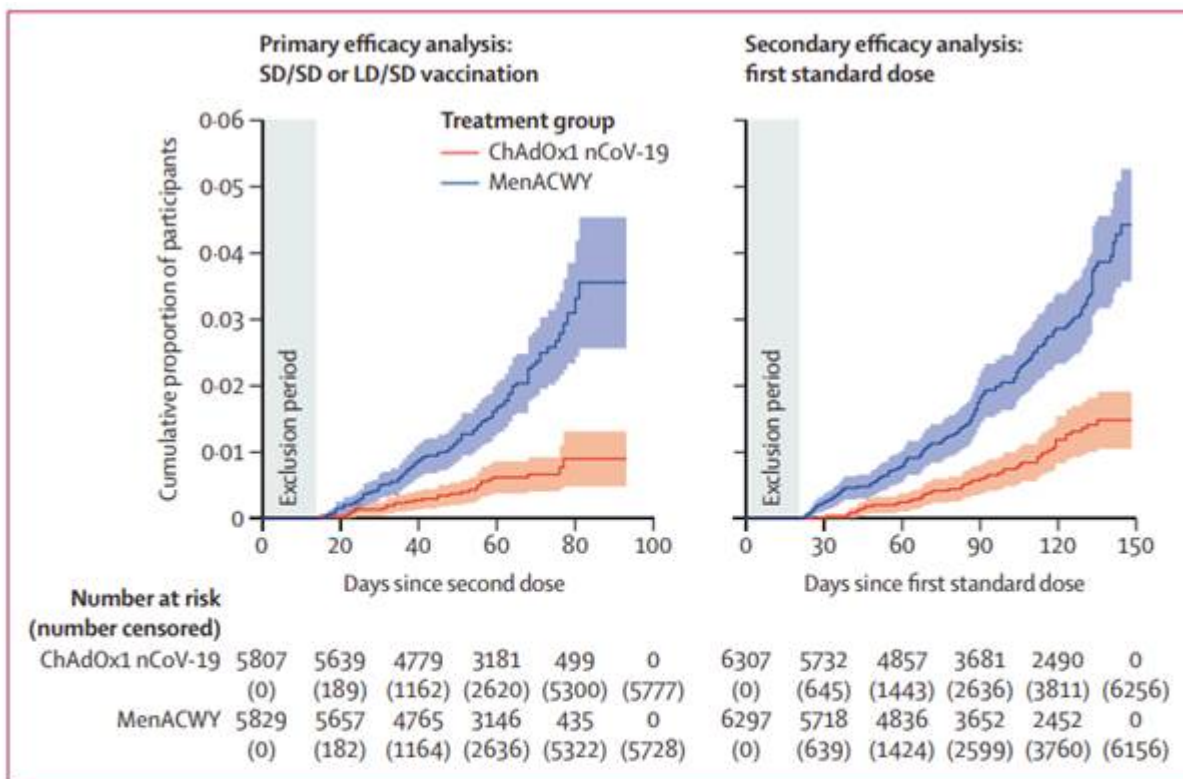 Primary efficacy analysis:
SD/SD or LD/SD vaccination
Secondary efficacy analysis:
first standard dose
Treatment group
ChAdOx1 nCoV-19
MenACWY
Cumulative proportion of participants
0·06
0·05
0·04
0·03
0·02
0·01
0
Exclusion period
0 20 40 60 80 100
Days since second dose
Exclusion period
0 30 60 90 120 150
Days since first standard dose
Number at risk
(number censored)
ChAdOx1 nCoV-19 5807 5639 4779 3181 499 0 6307 5732 4857 3681 2490 0
(0) (189) (1162) (2620) (5300) (5777) (0) (645) (1443) (2636) (3811) (6256)
MenACWY 5829 5657 4765 3146 435 0 6297 5718 4836 3652 2452 0
(0) (182) (1164) (2636) (5322) (5728) (0) (639) (1424) (2599) (3760) (6156)